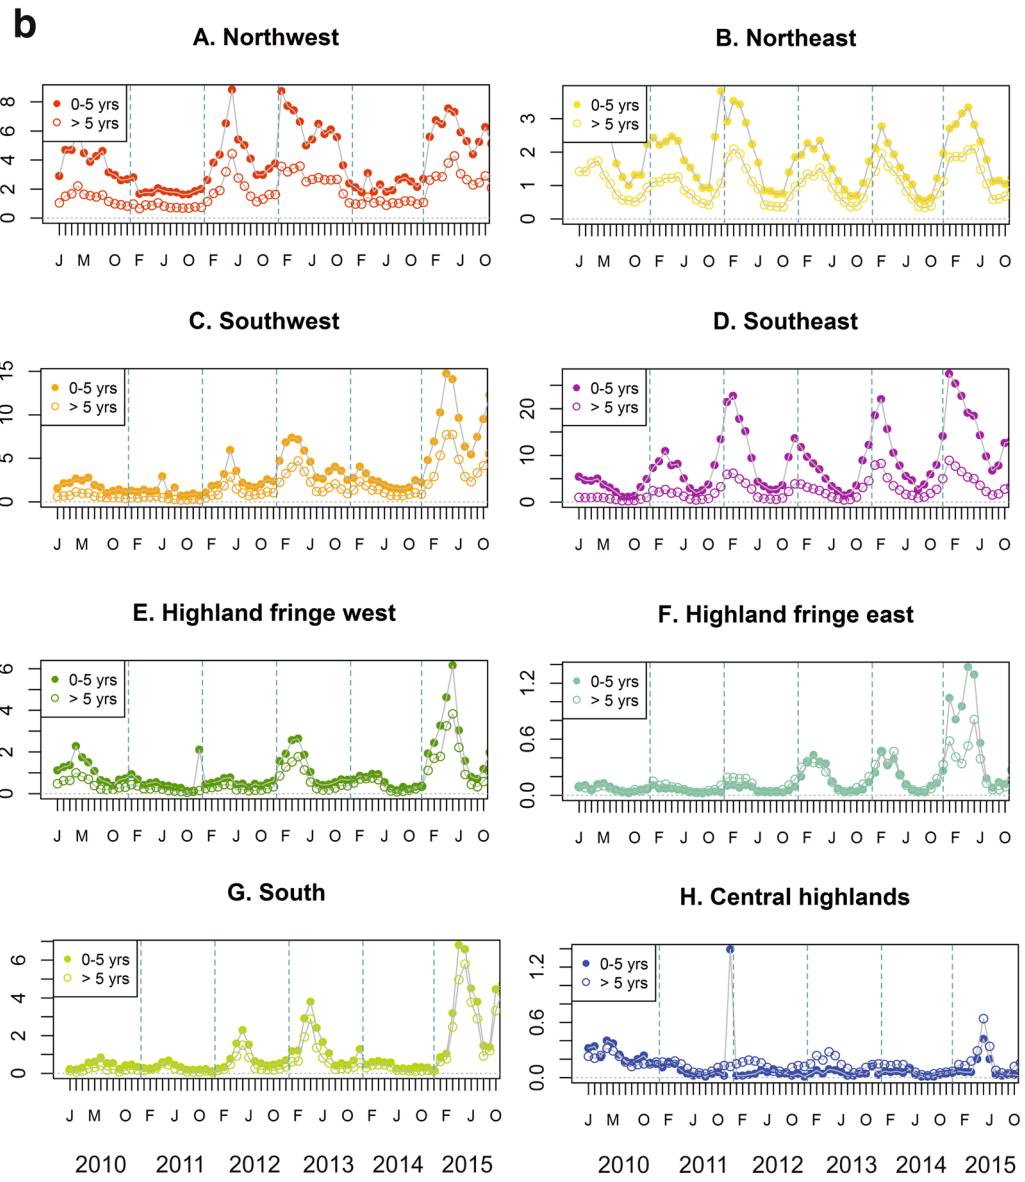 b
A. Northwest
B. Northeast
0-5 yrs
> 5 yrs
8
6
4
2
0
J M O F J O F J O F J O F J O F J O
0-5 yrs
> 5 yrs
3
2
1
0
J M O F J O F J O F J O F J O F J O
C. Southwest
D. Southeast
0-5 yrs
> 5 yrs
15
10
5
0
J M O F J O F J O F J O F J O F J O
0-5 yrs
> 5 yrs
20
10
0
J M O F J O F J O F J O F J O F J O
E. Highland fringe west
F. Highland fringe east
0-5 yrs
> 5 yrs
6
4
2
0
J M O F J O F J O F J O F J O F J O
0-5 yrs
> 5 yrs
1.2
0.6
0.0
J M O F J O F J O F J O F J O F J O
G. South
H. Central highlands
0-5 yrs
> 5 yrs
6
4
2
0
J M O F J O F J O F J O F J O F J O
0-5 yrs
> 5 yrs
1.2
0.6
0.0
J M O F J O F J O F J O F J O F J O
2010 2011 2012 2013 2014 2015
2010 2011 2012 2013 2014 2015